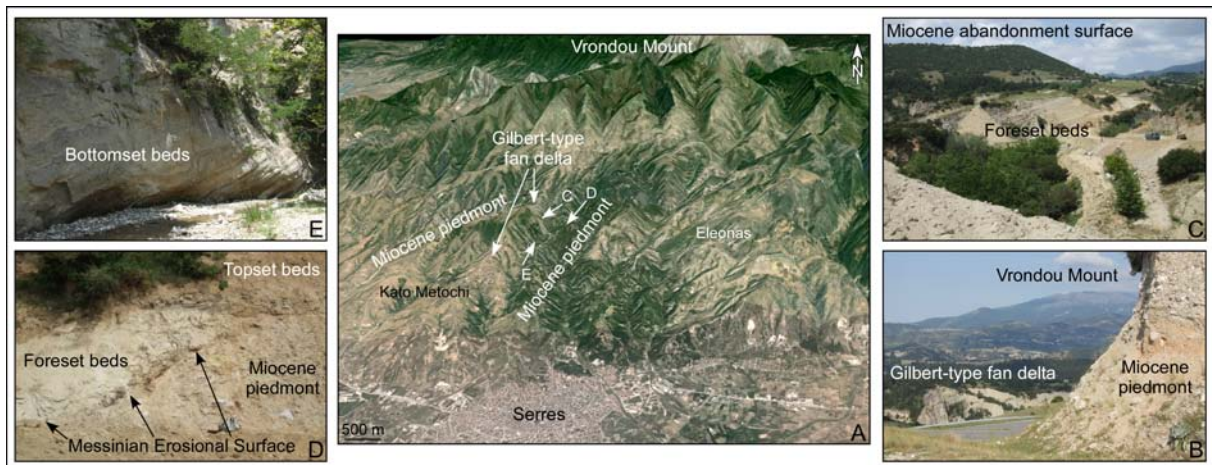 Bottomset beds
E
Topset beds
Foreset beds
Miocene
piedmont
Messinian Erosional Surface
D
Vrondou Mount
N
Gilbert-type
fan delta
C
D
Miocene piedmont
Miocene piedmont
Eleonas
E
Kato Metochi
Serres
500 m
A
Miocene abandonment surface
Foreset beds
C
Vrondou Mount
Gilbert-type fan delta
Miocene
piedmont
B